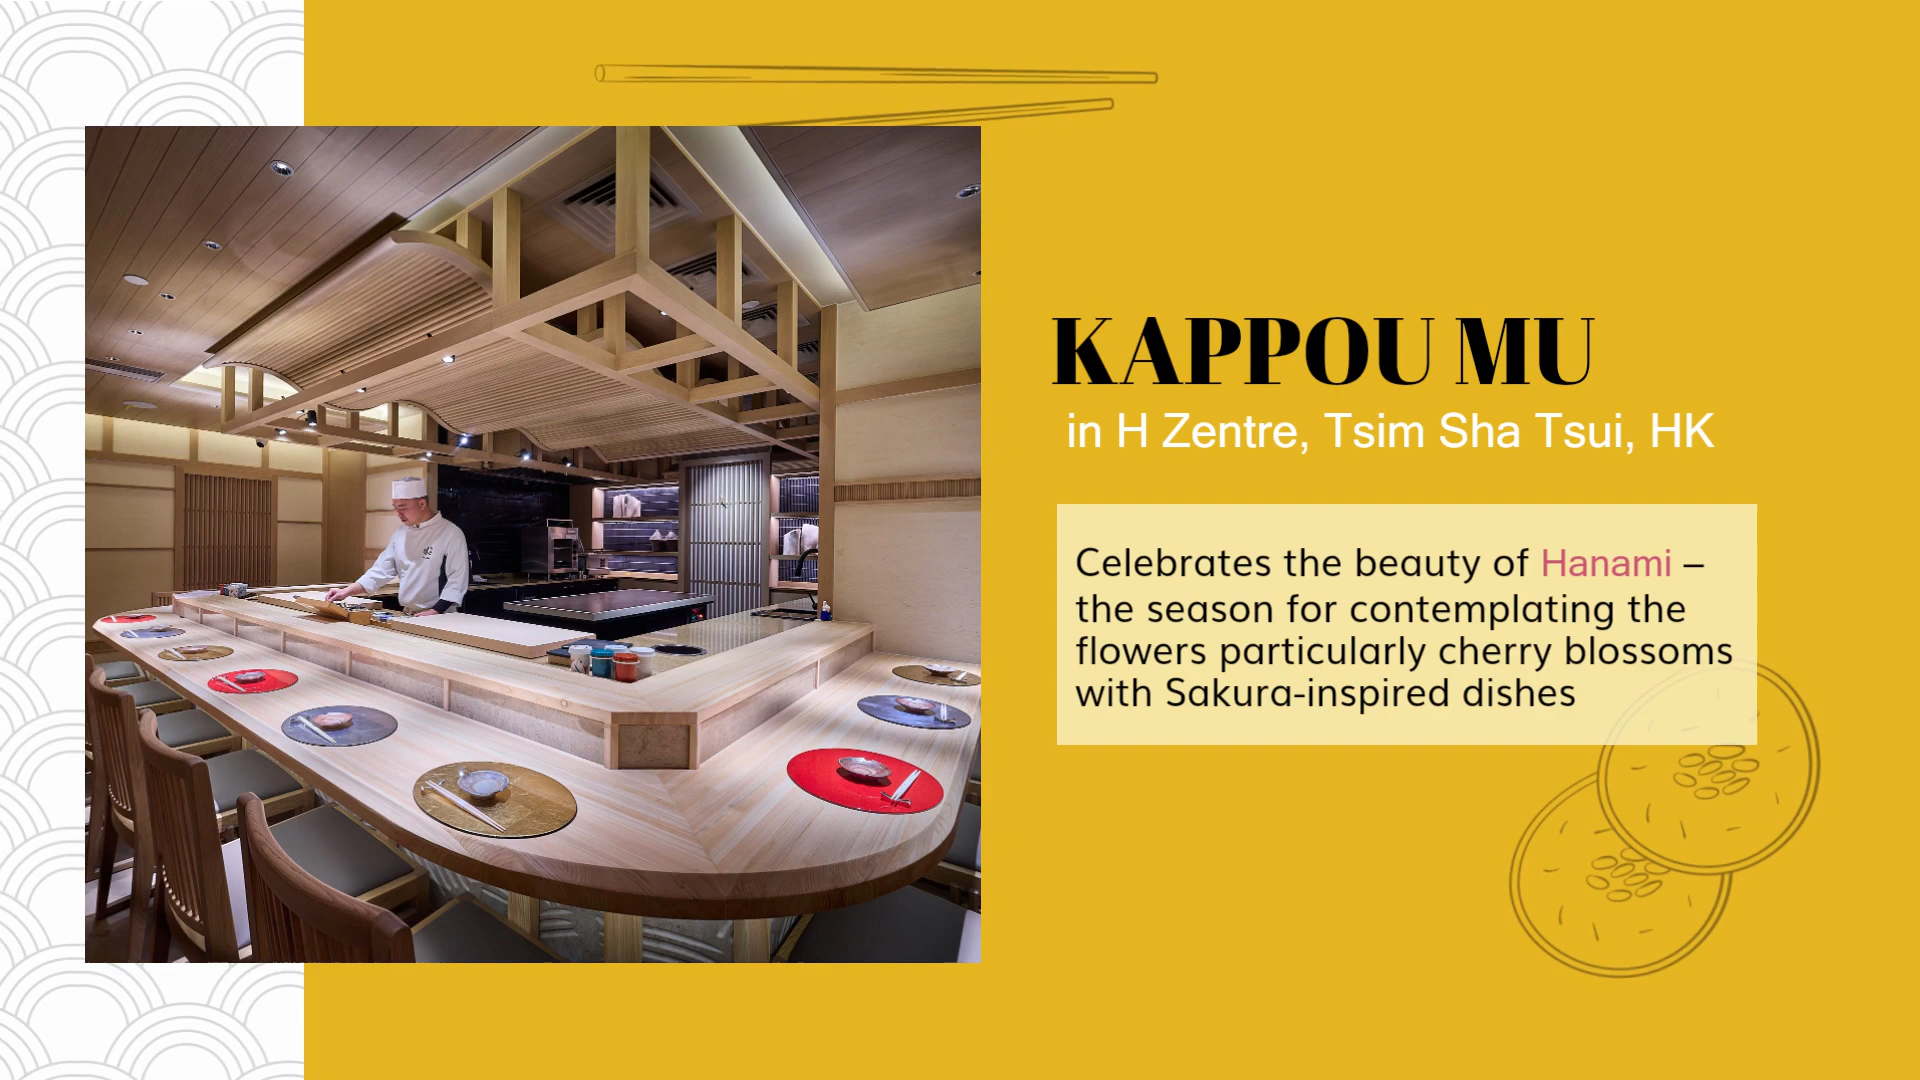 KAPPOU MU
in H Zentre, Tsim Sha Tsui, HK
Celebrates the beauty of Hanami –
the season for contemplating the
flowers particularly cherry blossoms
with Sakura-inspired dishes